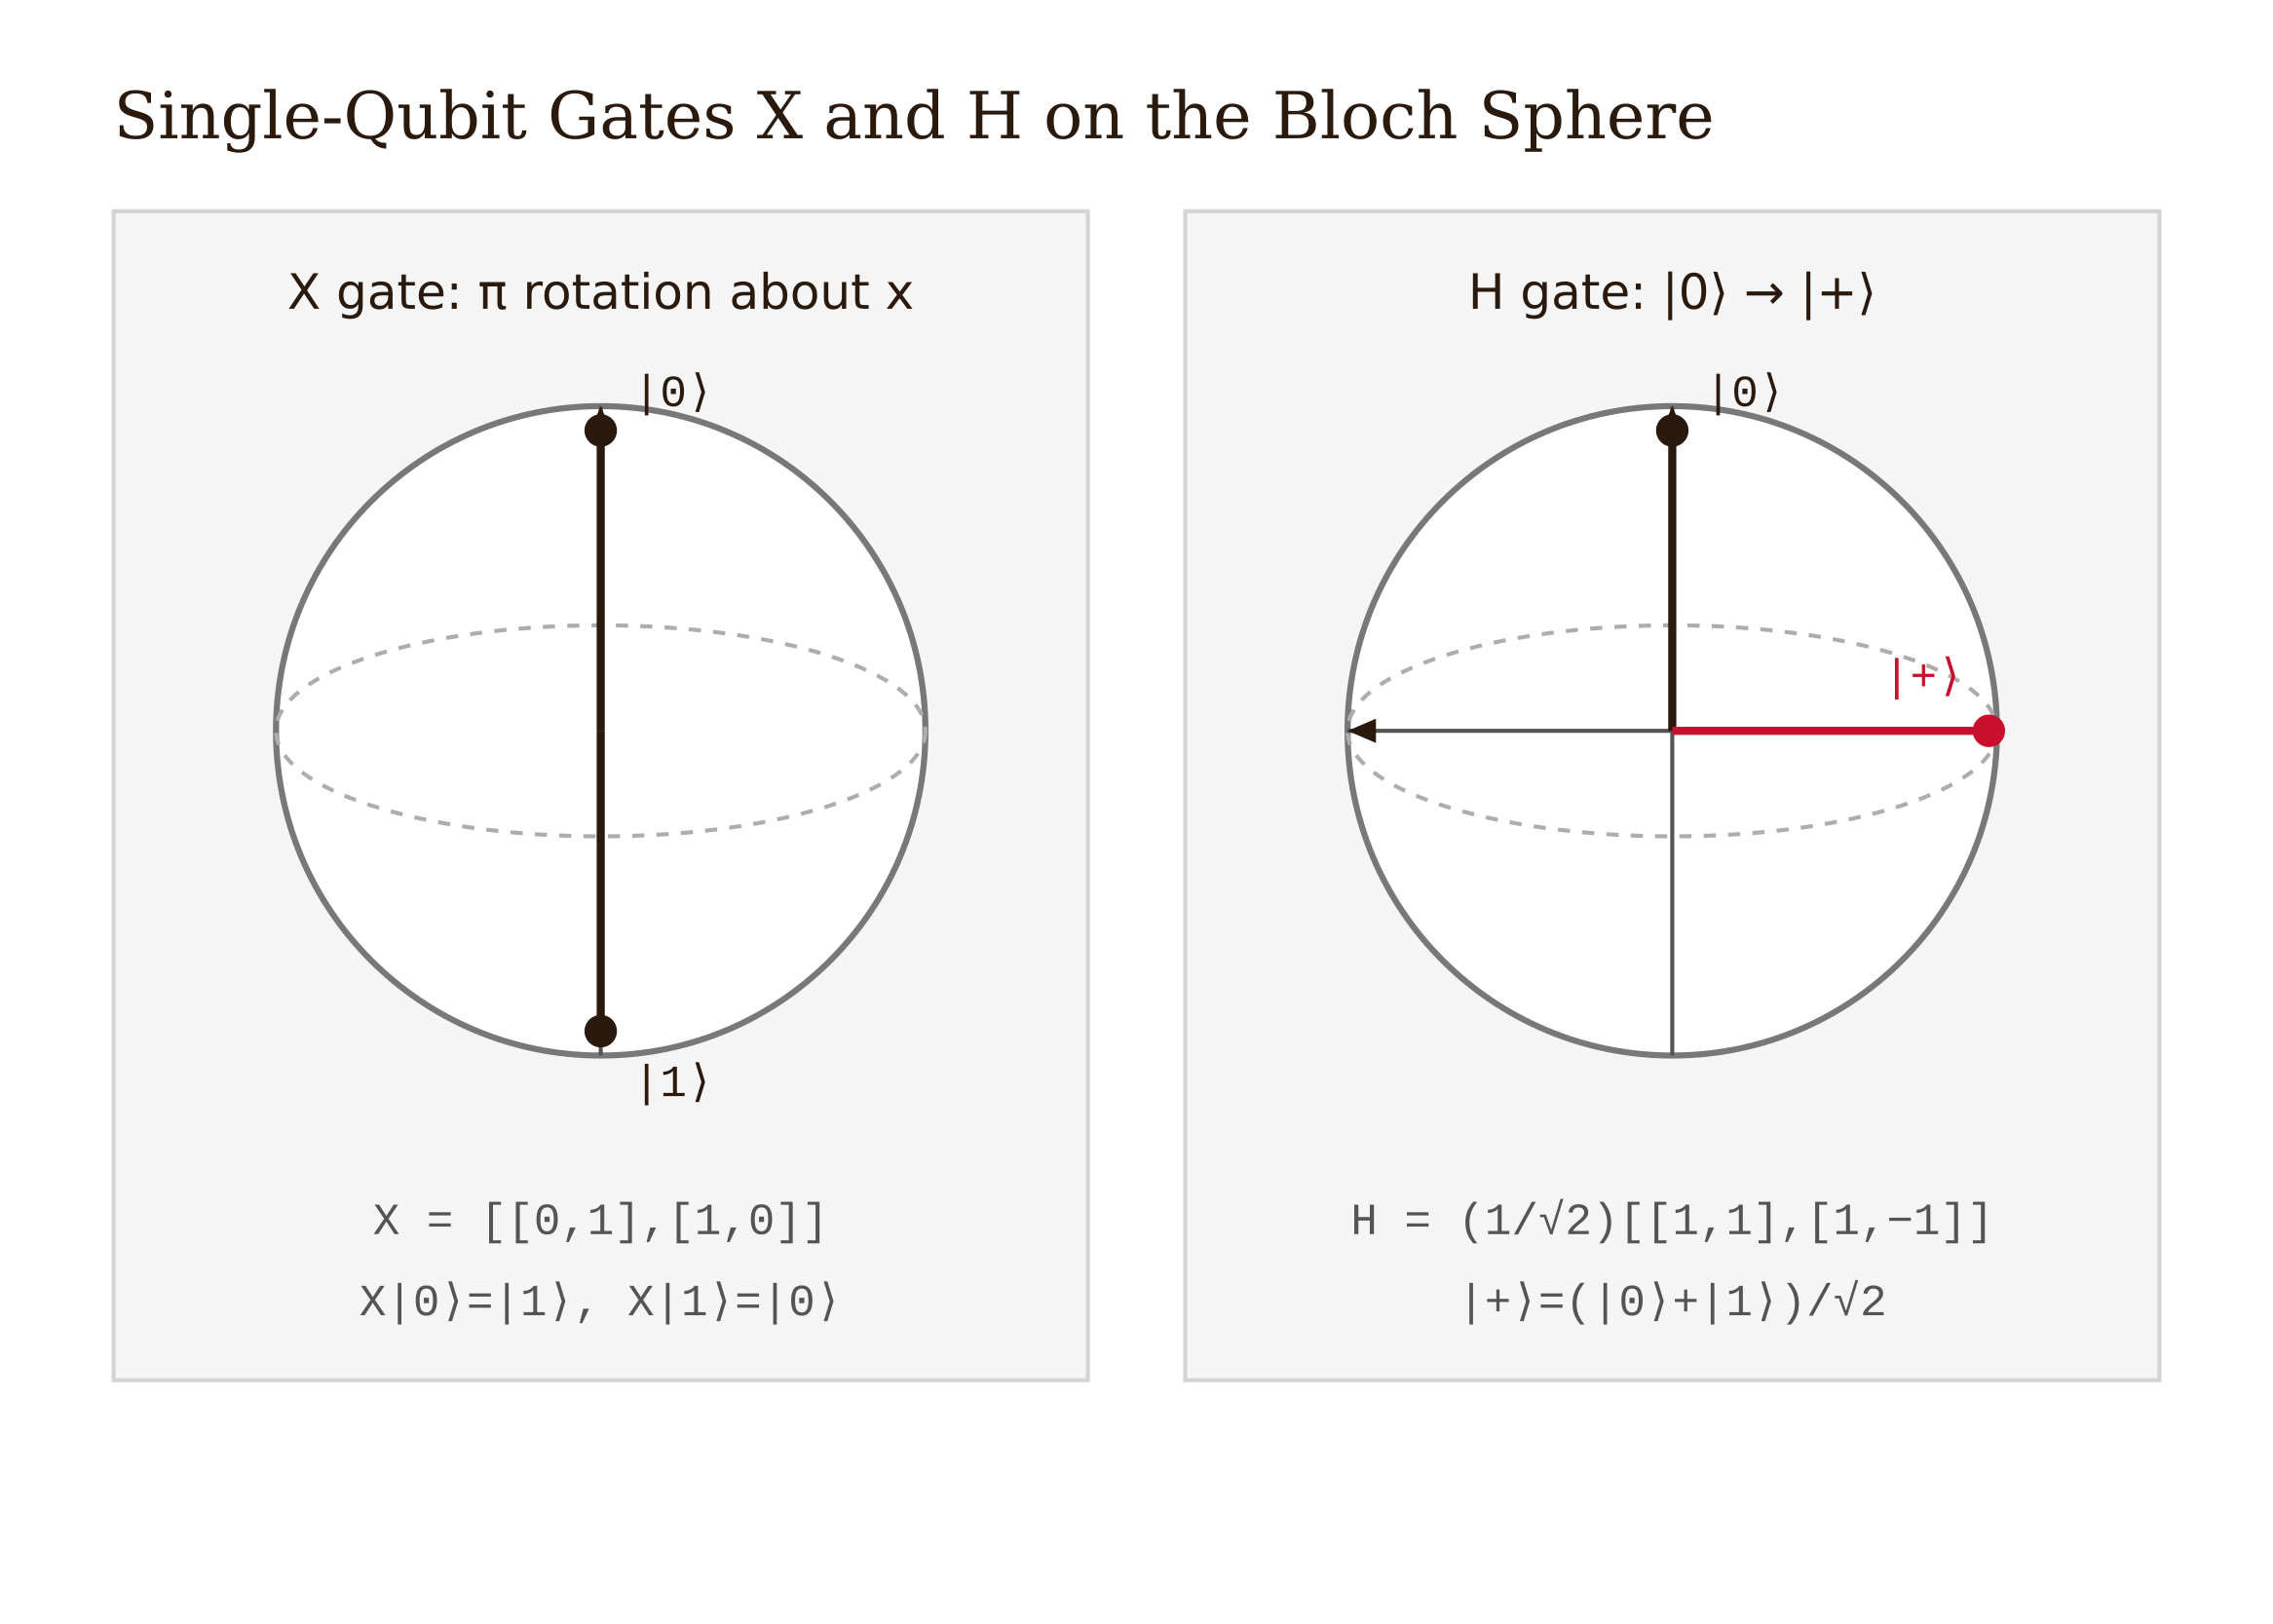 Single-Qubit Gates X and H on the Bloch Sphere
X gate: π rotation about x
|0⟩
|1⟩
X = [[0,1],[1,0]]
X|0⟩=|1⟩, X|1⟩=|0⟩
H gate: |0⟩ → |+⟩
|0⟩
|+⟩
H = (1/√2)[[1,1],[1,−1]]
|+⟩=(|0⟩+|1⟩)/√2